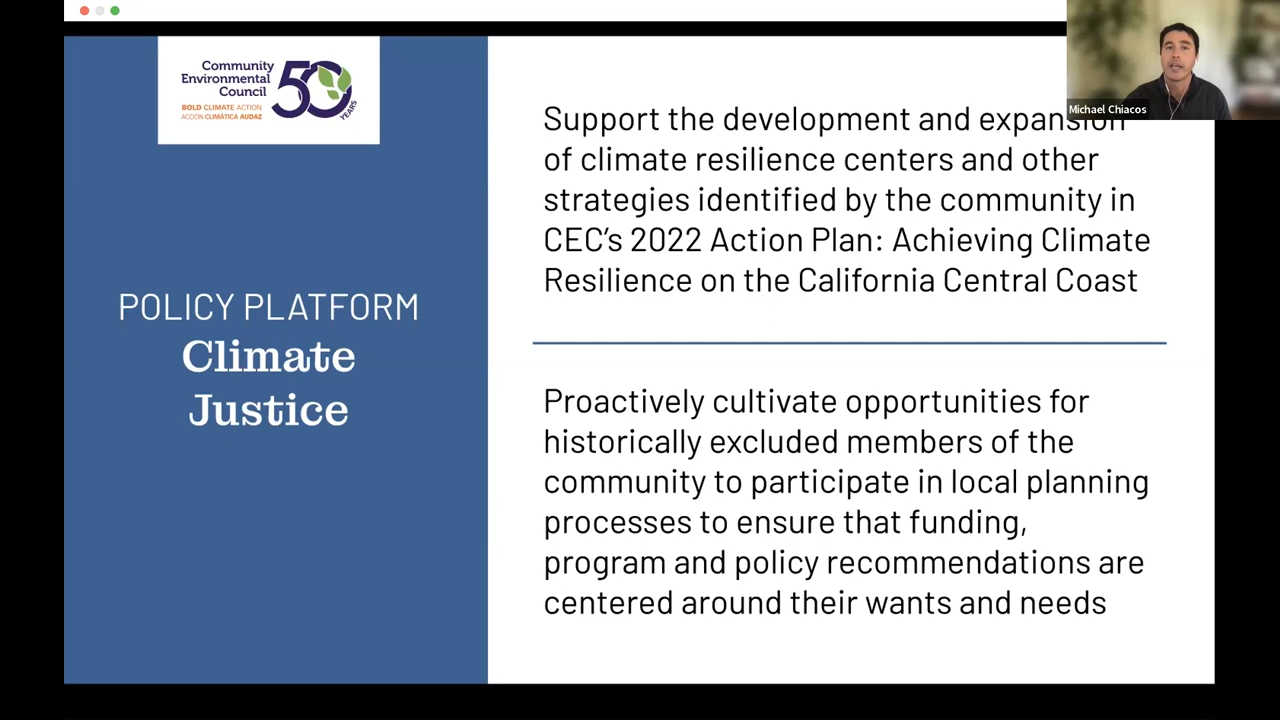 Community
Environmental
Council
50
YEARS
BOLD CLIMATE ACTION
ACCIÓN CLIMÁTICA AUDAZ
Michael Chiacos
POLICY PLATFORM
Climate
Justice
Support the development and expansion
of climate resilience centers and other
strategies identified by the community in
CEC’s 2022 Action Plan: Achieving Climate
Resilience on the California Central Coast
Proactively cultivate opportunities for
historically excluded members of the
community to participate in local planning
processes to ensure that funding,
program and policy recommendations are
centered around their wants and needs